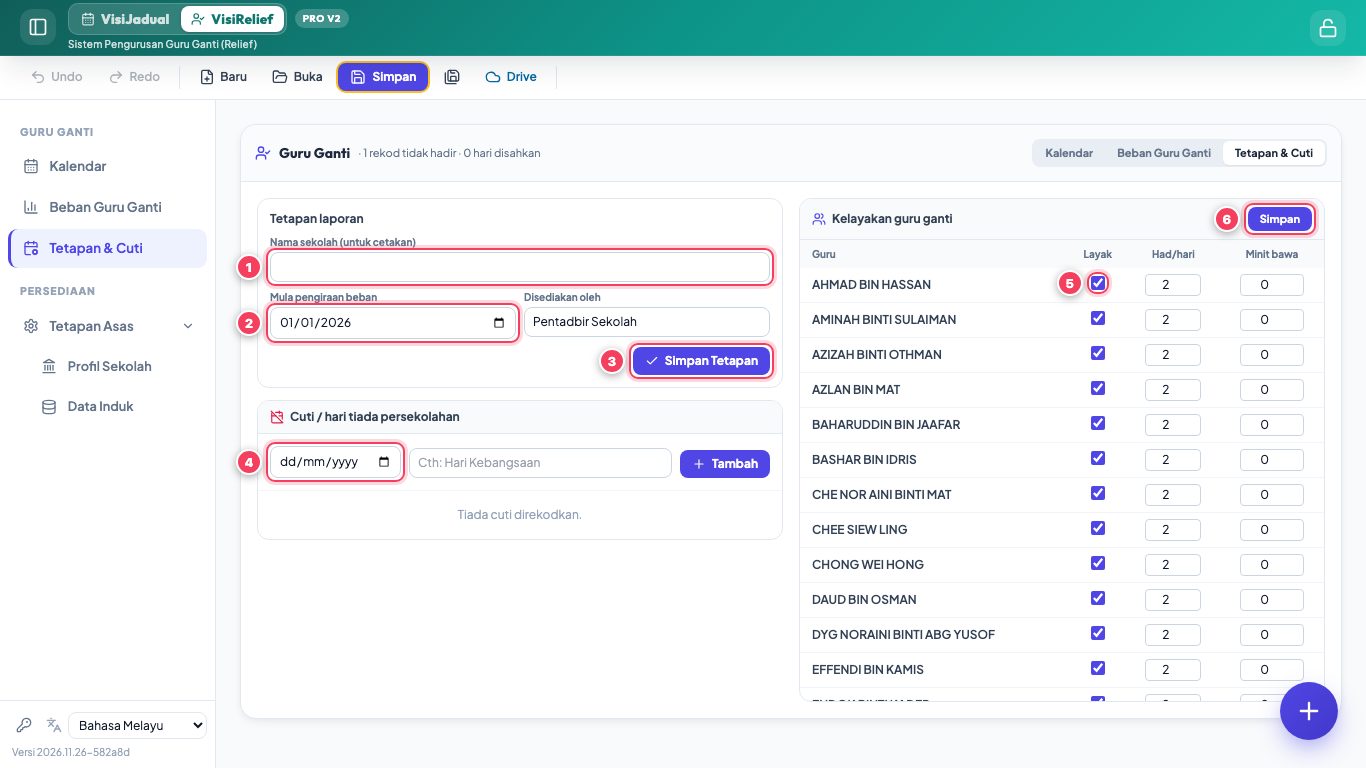 VisiJadual VisiRelief PRO V2
Sistem Pengurusan Guru Ganti (Relief)
Undo Redo Baru Buka Simpan Drive
GURU GANTI
Kalendar
Beban Guru Ganti
Tetapan & Cuti
PERSEDIAAN
Tetapan Asas
Profil Sekolah
Data Induk
Bahasa Melayu
Versi 2026.11.26-582a8d
Guru Ganti · 1 rekod tidak hadir · 0 hari disahkan
Kalendar Beban Guru Ganti Tetapan & Cuti
Tetapan laporan
Nama sekolah (untuk cetakan)
1
Mula pengiraan beban Disediakan oleh
2 01/01/2026 Pentadbir Sekolah
3 Simpan Tetapan
Cuti / hari tiada persekolahan
4 dd/mm/yyyy Cth: Hari Kebangsaan Tambah
Tiada cuti direkodkan.
Kelayakan guru ganti 6 Simpan
Guru Layak Had/hari Minit bawa
AHMAD BIN HASSAN 5 2 0
AMINAH BINTI SULAIMAN 2 0
AZIZAH BINTI OTHMAN 2 0
AZLAN BIN MAT 2 0
BAHARUDDIN BIN JAAFAR 2 0
BASHAR BIN IDRIS 2 0
CHE NOR AINI BINTI MAT 2 0
CHEE SIEW LING 2 0
CHONG WEI HONG 2 0
DAUD BIN OSMAN 2 0
DYG NORAINI BINTI ABG YUSOF 2 0
EFFENDI BIN KAMIS 2 0